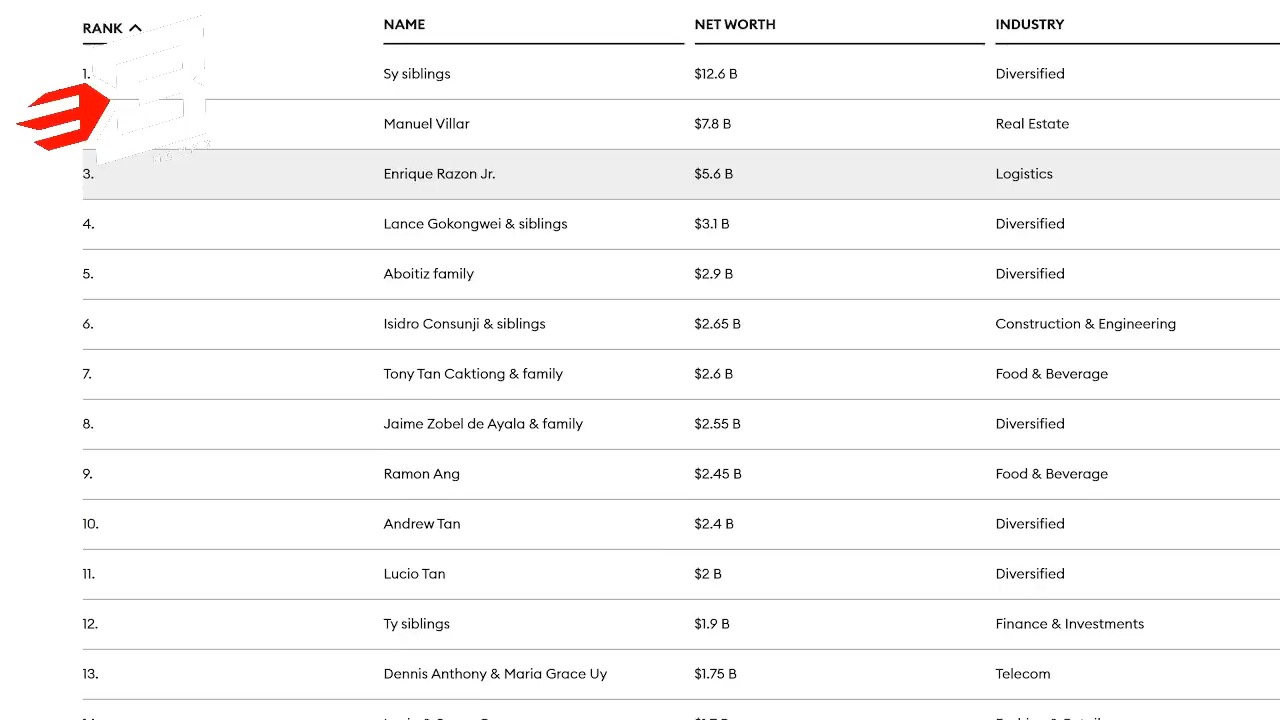 RANK NAME NET WORTH INDUSTRY
1. Sy siblings $12.6 B Diversified
Manuel Villar $7.8 B Real Estate
3. Enrique Razon Jr. $5.6 B Logistics
4. Lance Gokongwei & siblings $3.1 B Diversified
5. Aboitiz family $2.9 B Diversified
6. Isidro Consunji & siblings $2.65 B Construction & Engineering
7. Tony Tan Caktiong & family $2.6 B Food & Beverage
8. Jaime Zobel de Ayala & family $2.55 B Diversified
9. Ramon Ang $2.45 B Food & Beverage
10. Andrew Tan $2.4 B Diversified
11. Lucio Tan $2 B Diversified
12. Ty siblings $1.9 B Finance & Investments
13. Dennis Anthony & Maria Grace Uy $1.75 B Telecom